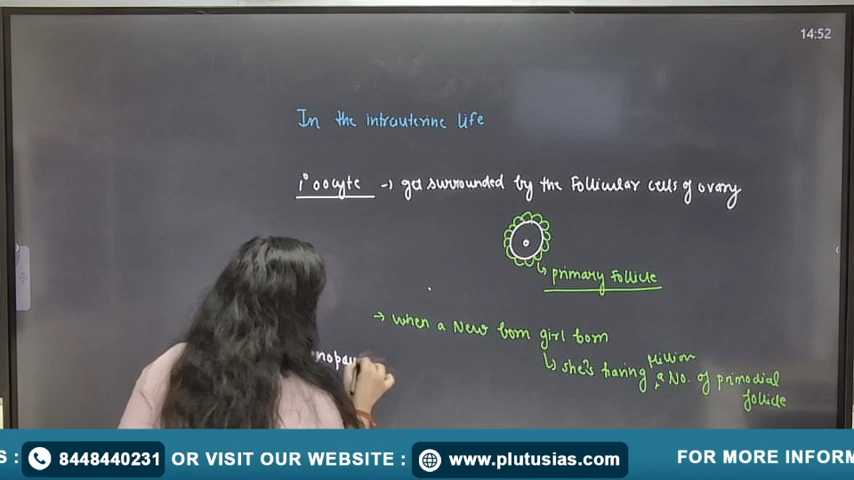 14:52
In the intrauterine life
1° oocyte → get surrounded by the Follicular cells of ovary
↳ primary Follicle
→ when a New born girl born
↳ she's having a Million No. of primodial
follicle
nopau
S : 8448440231 OR VISIT OUR WEBSITE : www.plutusias.com FOR MORE INFORM